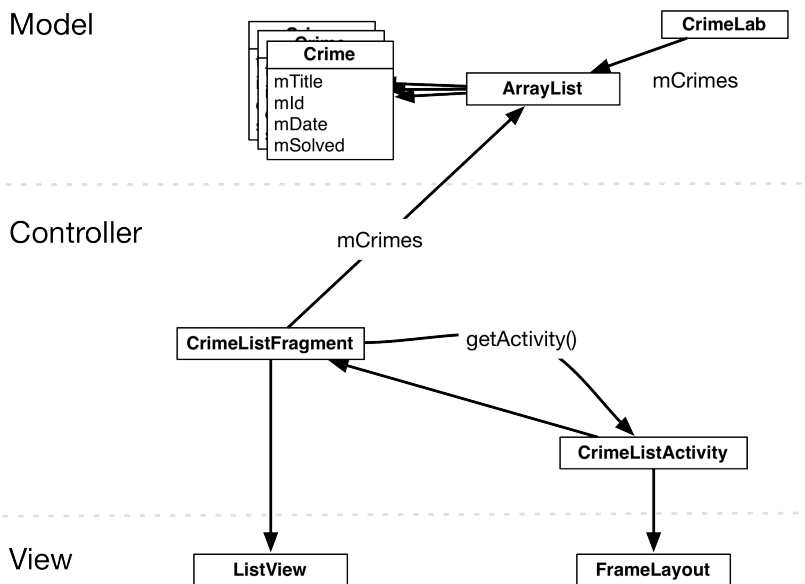 Model
CrimeLab
Crime
ArrayList
mCrimes
mTitle
mId
mDate
mSolved
Controller
mCrimes
CrimeListFragment
getActivity()
CrimeListActivity
View
ListView
FrameLayout